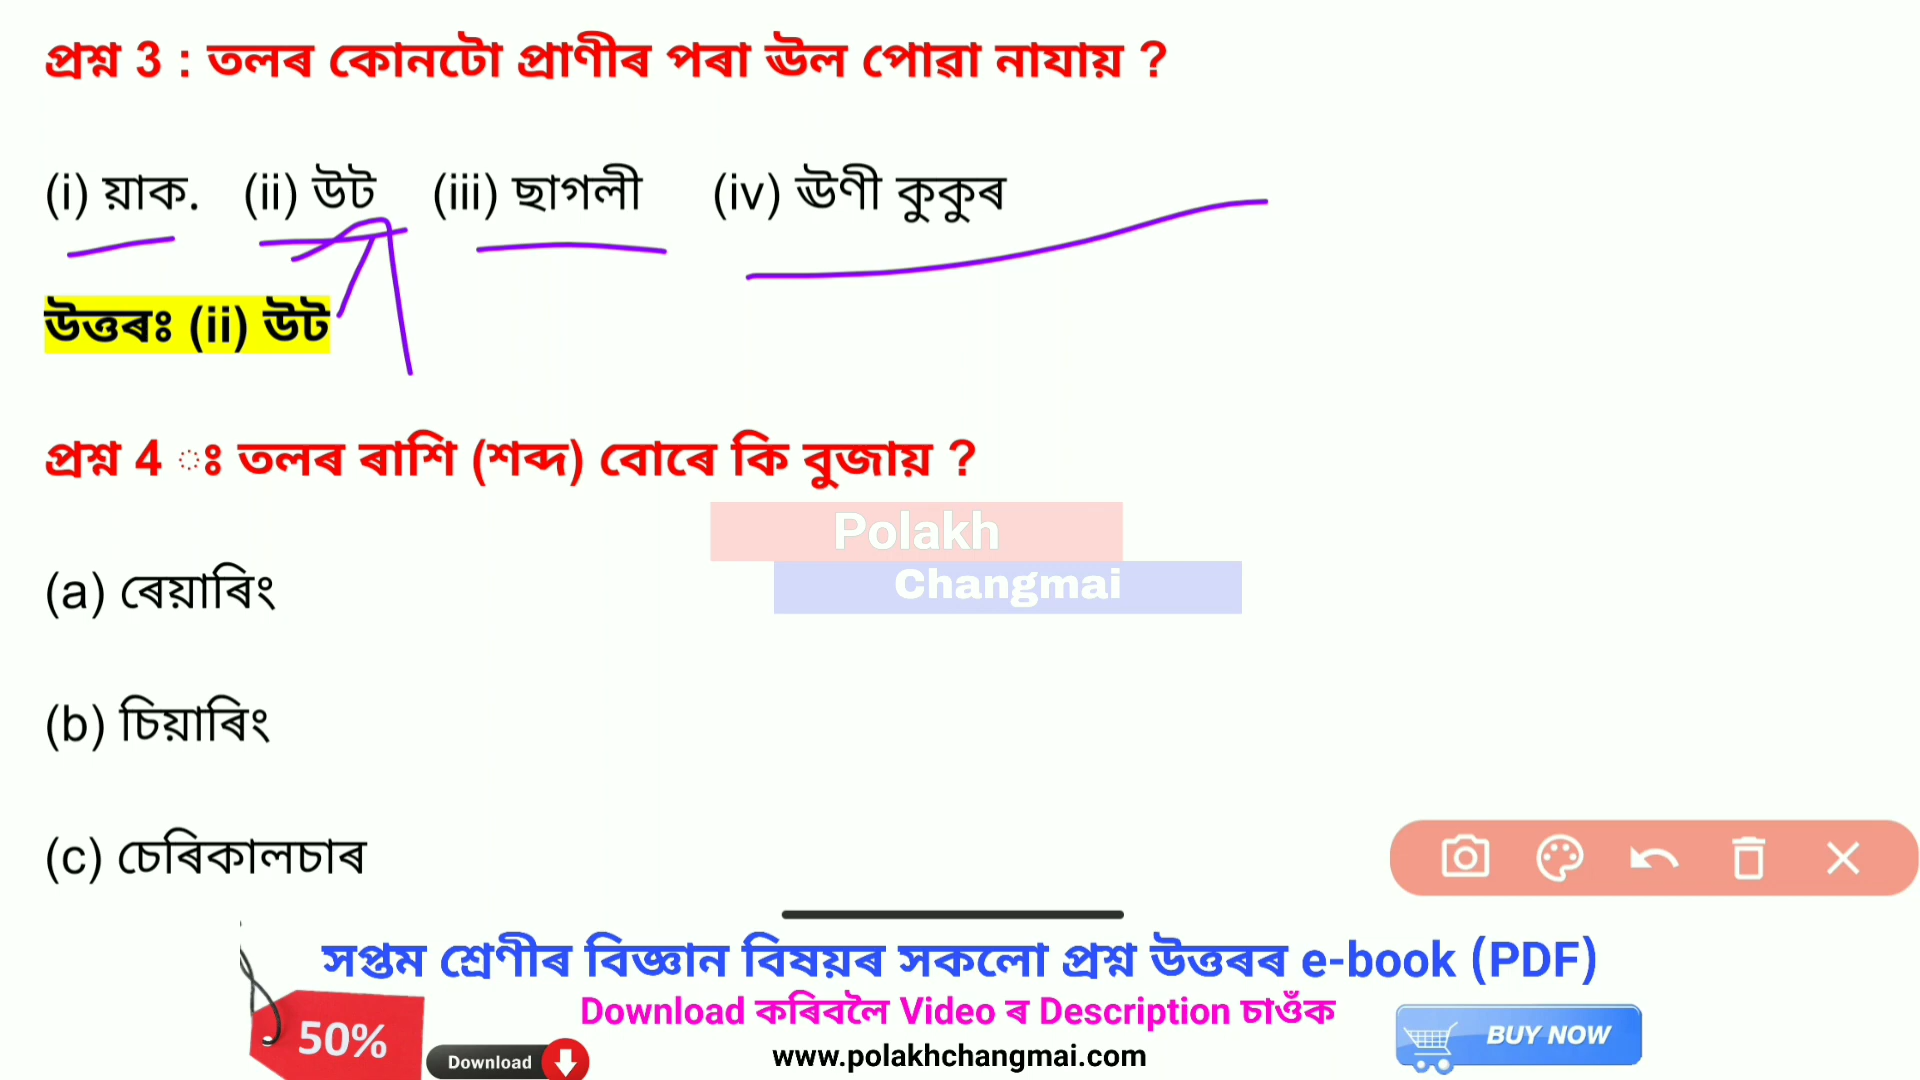 প্ৰশ্ন 3 : তলৰ কোনটো প্ৰাণীৰ পৰা ঊল পোৱা নাযায় ?
(i) য়াক. (ii) উট (iii) ছাগলী (iv) ঊণী কুকুৰ
উত্তৰঃ (ii) উট
প্ৰশ্ন 4 ঃ তলৰ ৰাশি (শব্দ) বোৰে কি বুজায় ?
Polakh
Changmai
(a) ৰেয়াৰিং
(b) চিয়াৰিং
(c) চেৰিকালচাৰ
সপ্তম শ্ৰেণীৰ বিজ্ঞান বিষয়ৰ সকলো প্ৰশ্ন উত্তৰৰ e-book (PDF)
Download কৰিবলৈ Video ৰ Description চাওঁক
50%
Download
www.polakhchangmai.com
BUY NOW